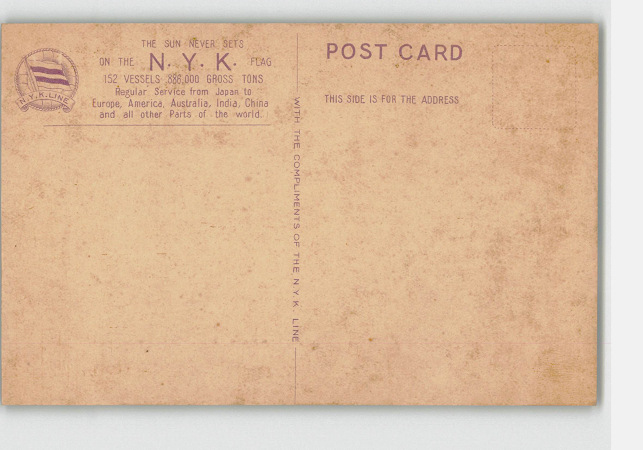 THE SUN NEVER SETS
ON THE N. Y. K. FLAG
152 VESSELS 886,000 GROSS TONS
Regular Service from Japan to
Europe, America, Australia, India, China
and all other Parts of the world.
N.Y.K. LINE
WITH THE COMPLIMENTS OF THE N.Y.K. LINE
POST CARD
THIS SIDE IS FOR THE ADDRESS